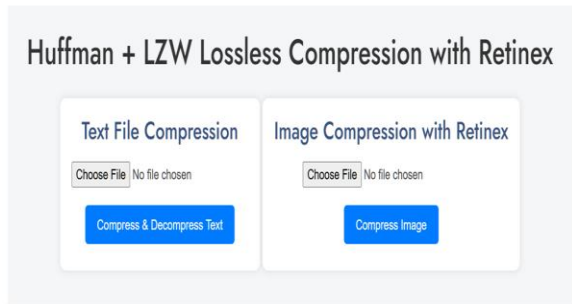 Huffman + LZW Lossless Compression with Retinex
Text File Compression
Choose File No file chosen
Compress & Decompress Text
Image Compression with Retinex
Choose File No file chosen
Compress Image